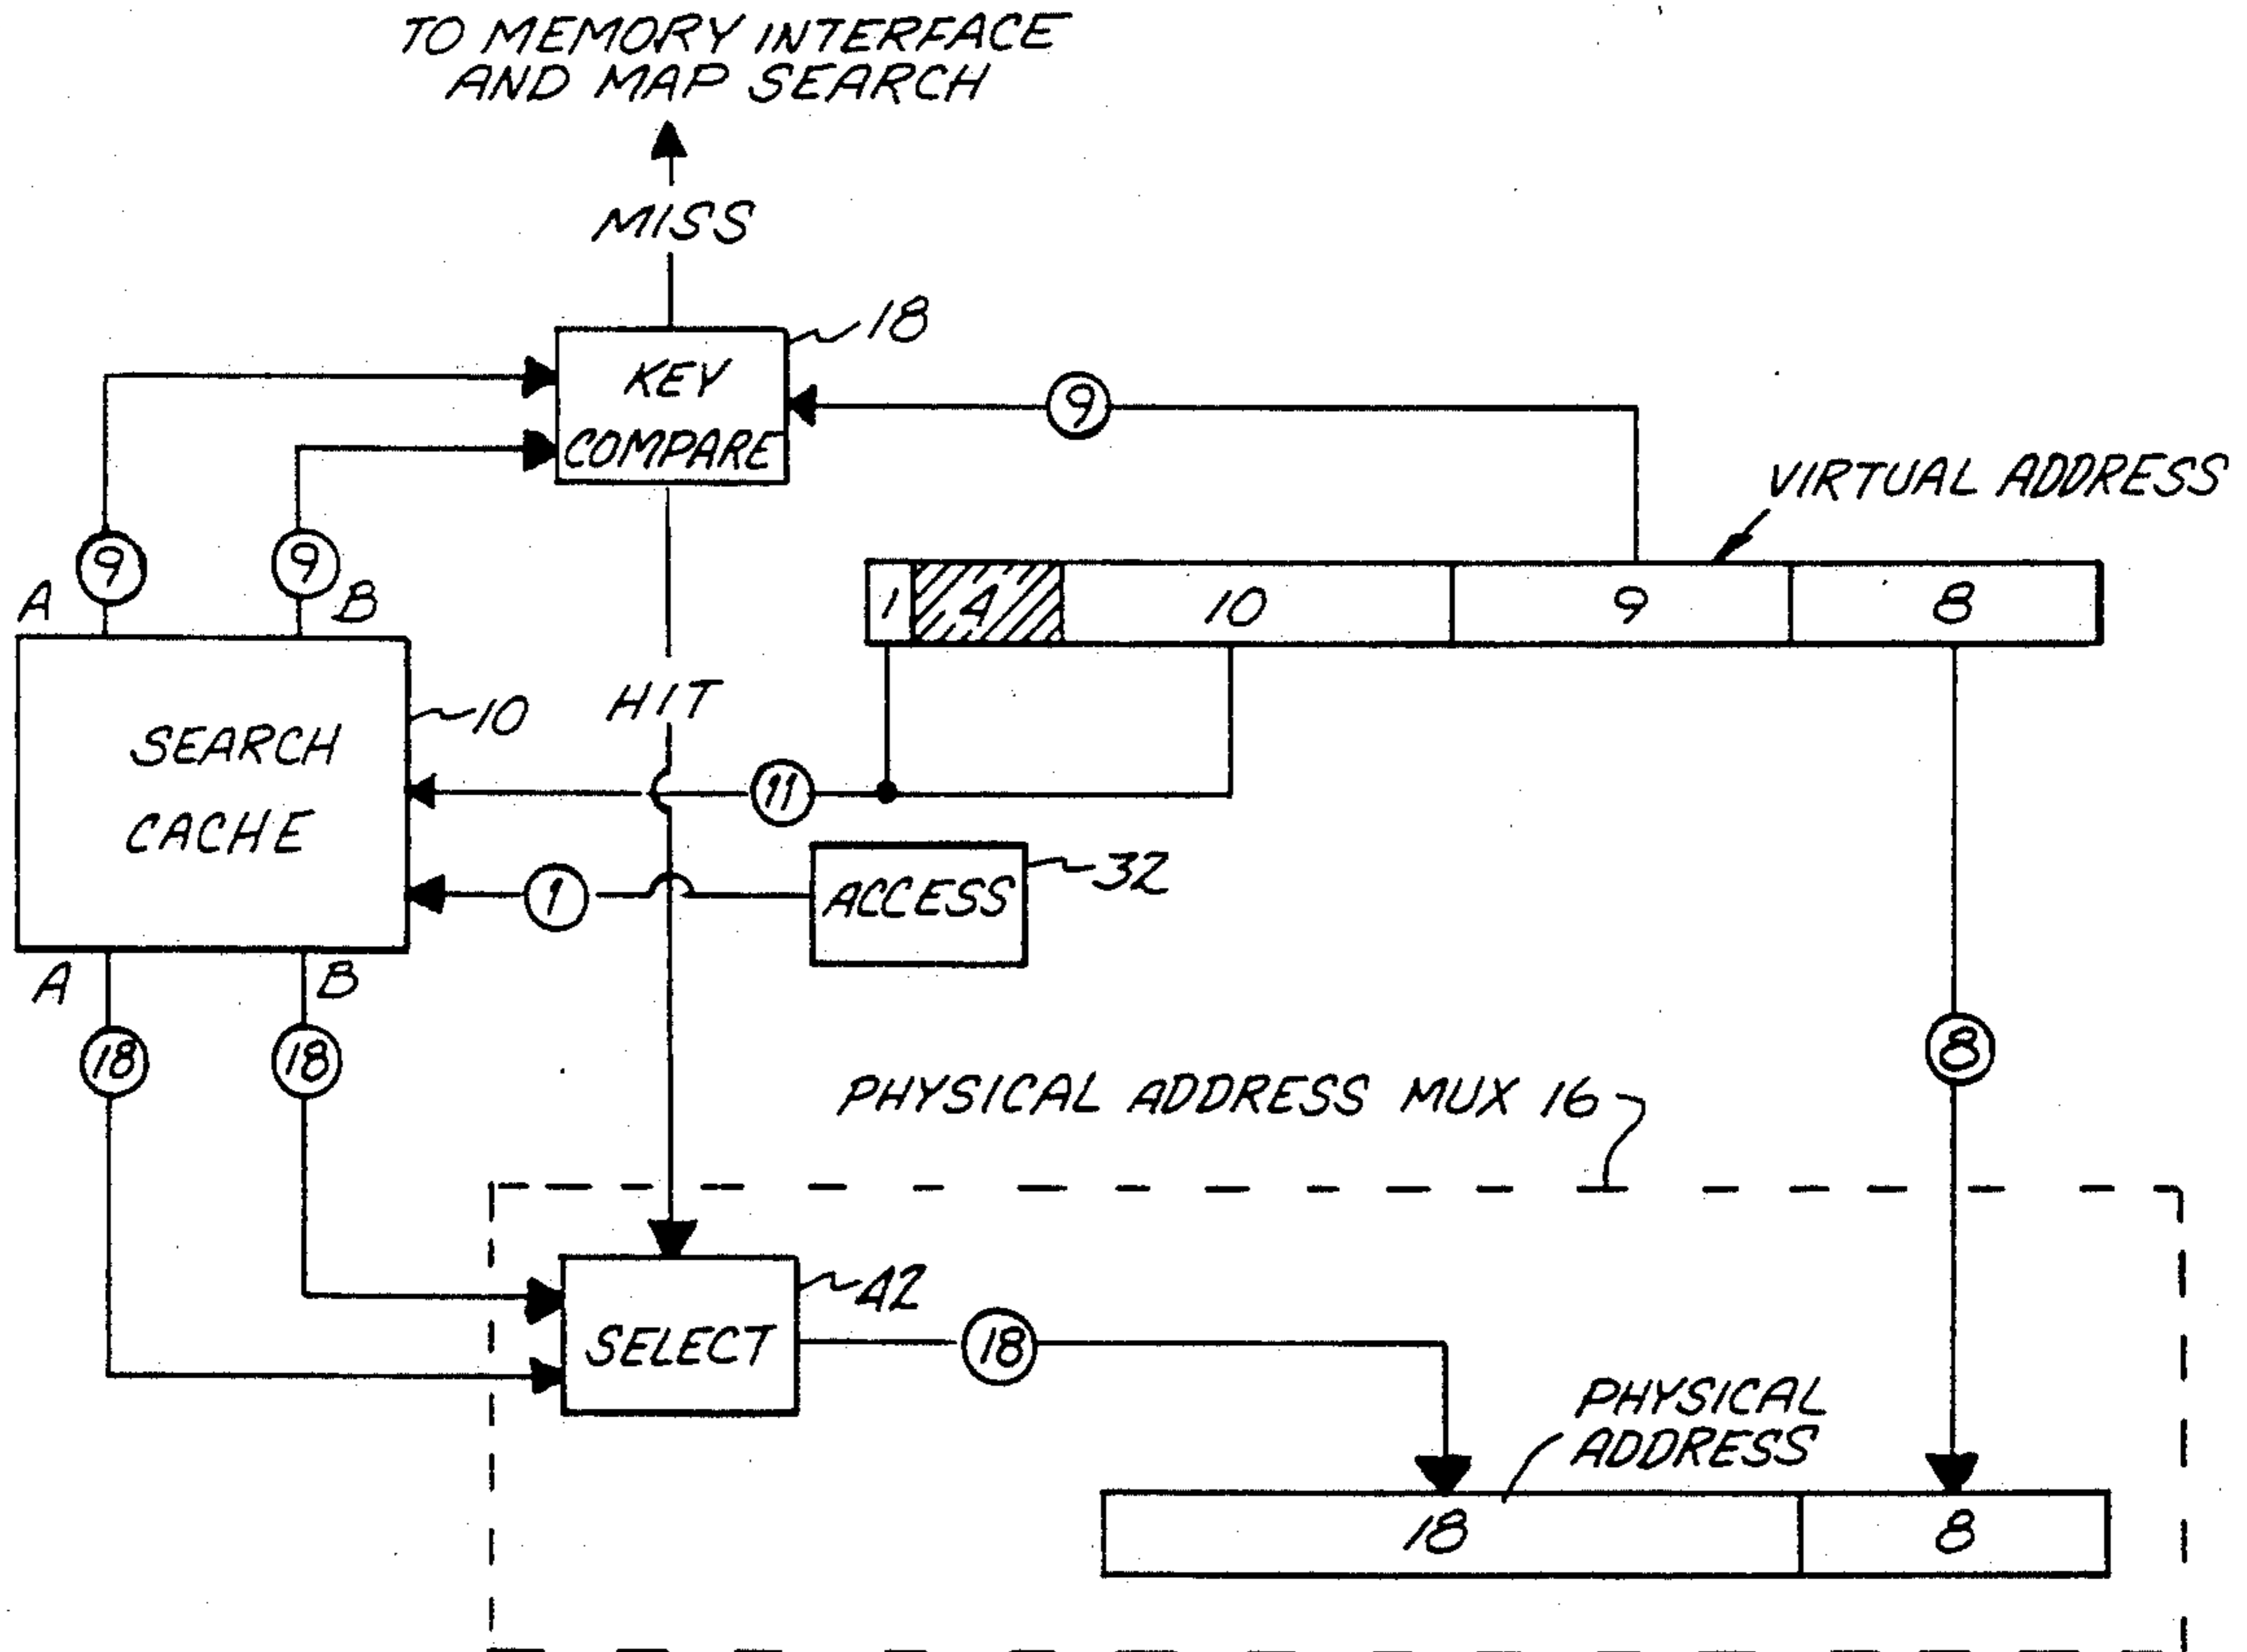 TO MEMORY INTERFACE
AND MAP SEARCH
MISS
18
KEY
COMPARE
9
VIRTUAL ADDRESS
A
9
9
B
1
4
10
9
8
SEARCH
CACHE
10
HIT
11
1
ACCESS
32
A
B
18
18
8
PHYSICAL ADDRESS MUX 16
SELECT
42
18
PHYSICAL
ADDRESS
18
8